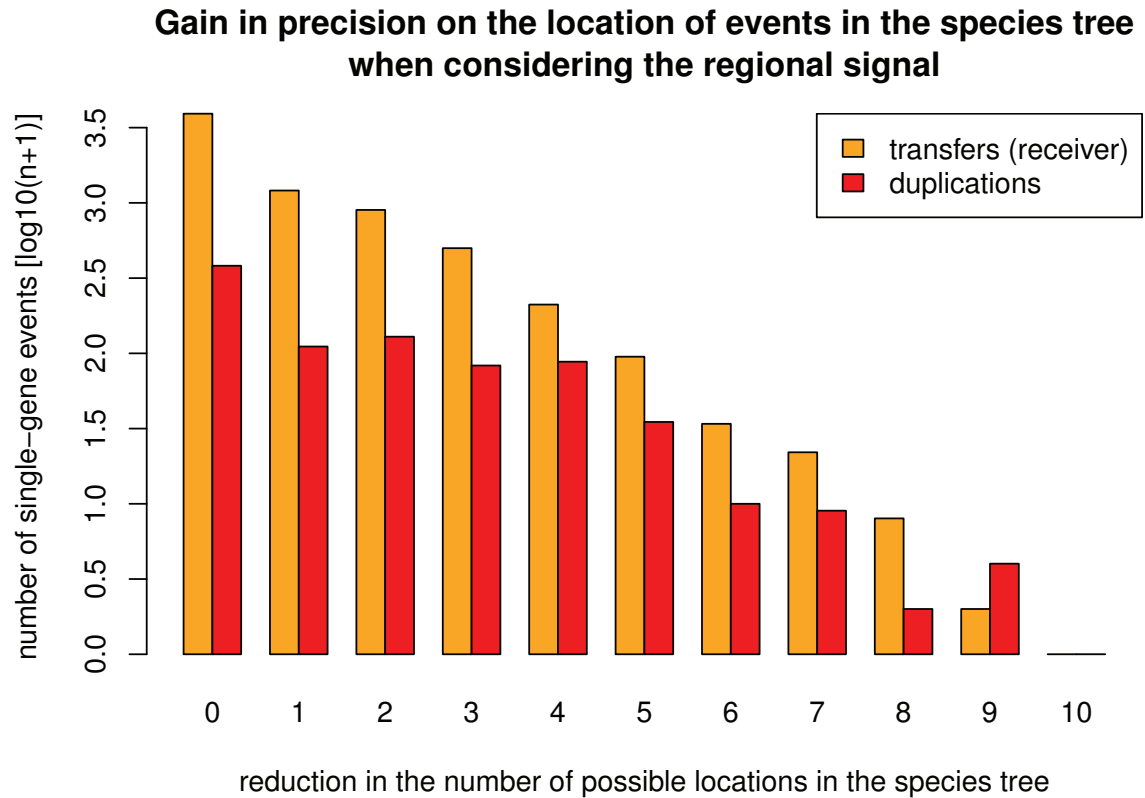 Gain in precision on the location of events in the species tree
when considering the regional signal
number of single−gene events [log10(n+1)]
3.5
3.0
2.5
2.0
1.5
1.0
0.5
0.0
transfers (receiver)
duplications
0 1 2 3 4 5 6 7 8 9 10
reduction in the number of possible locations in the species tree